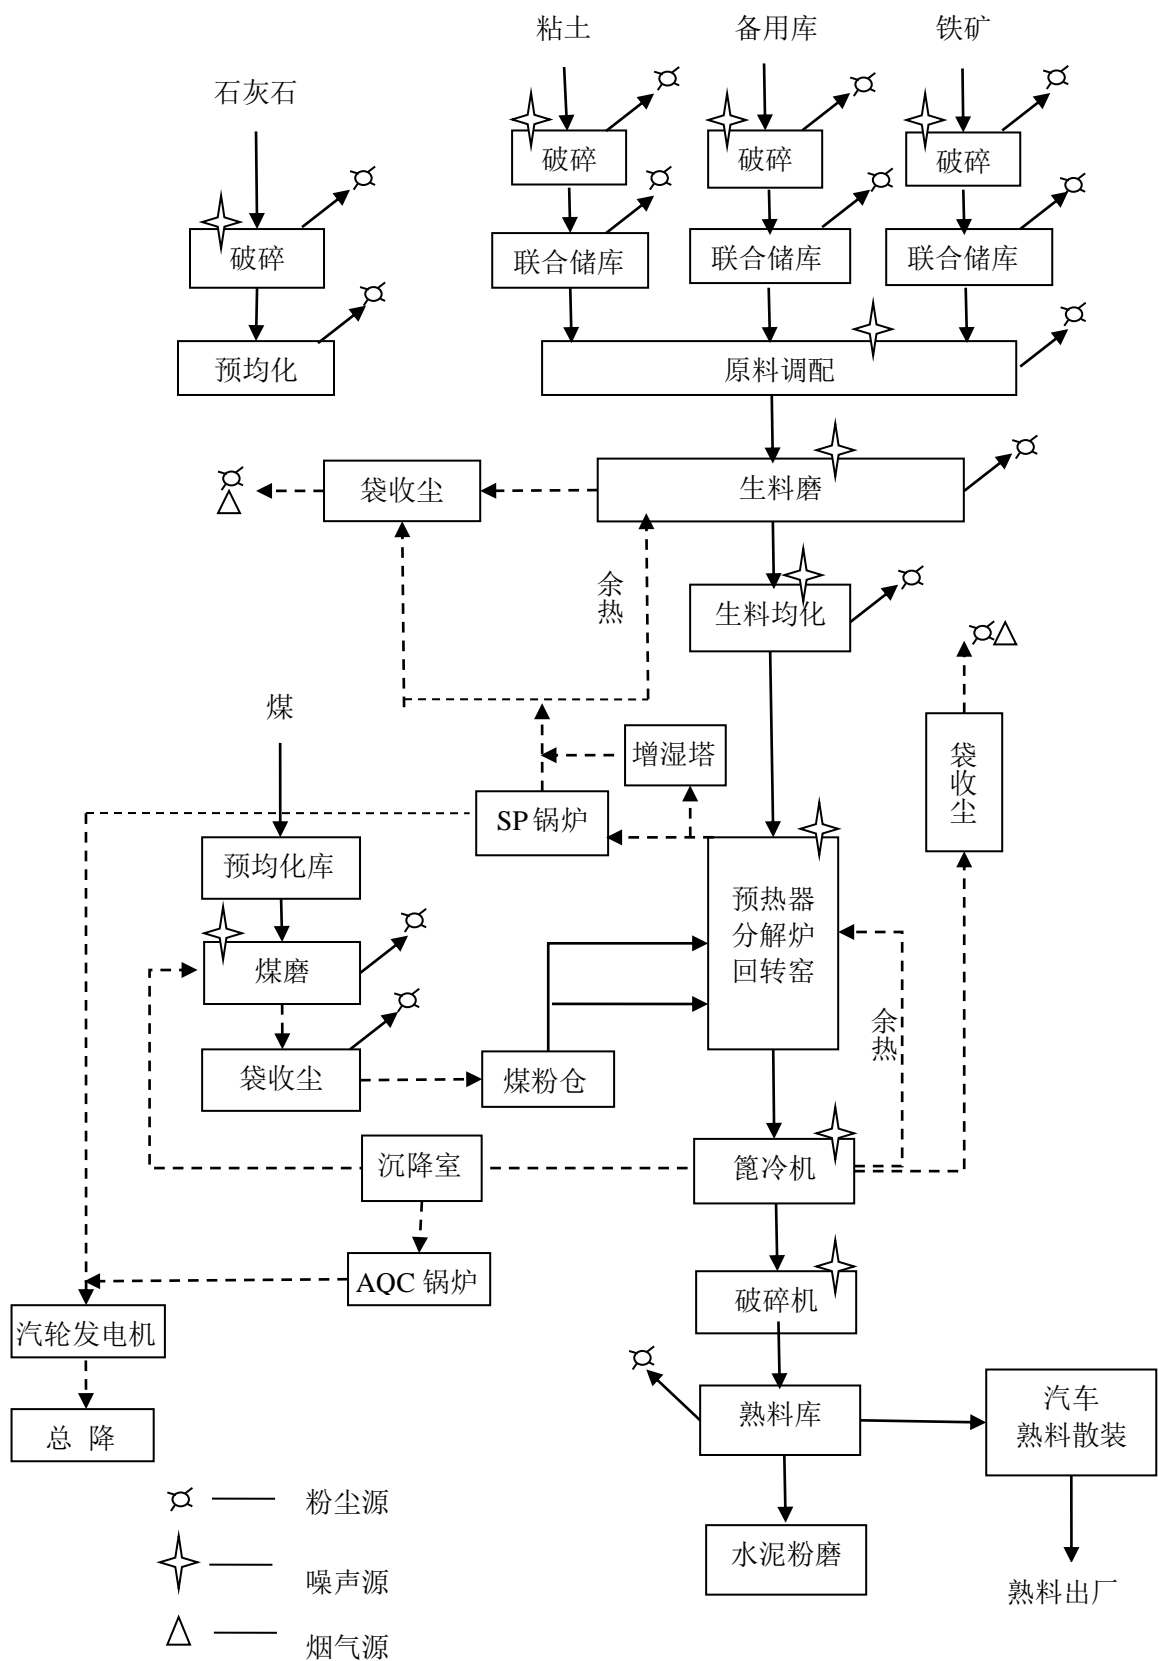 粘土
备用库
铁矿
石灰石
破碎
破碎
破碎
破碎
联合储库
联合储库
联合储库
预均化
原料调配
袋收尘
生料磨
余
热
生料均化
煤
增湿塔
袋
收
尘
SP锅炉
预均化库
预热器
分解炉
回转窑
煤磨
余
热
袋收尘
煤粉仓
沉降室
篦冷机
AQC 锅炉
破碎机
汽轮发电机
熟料库
汽车
熟料散装
总 降
粉尘源
水泥粉磨
噪声源
熟料出厂
烟气源